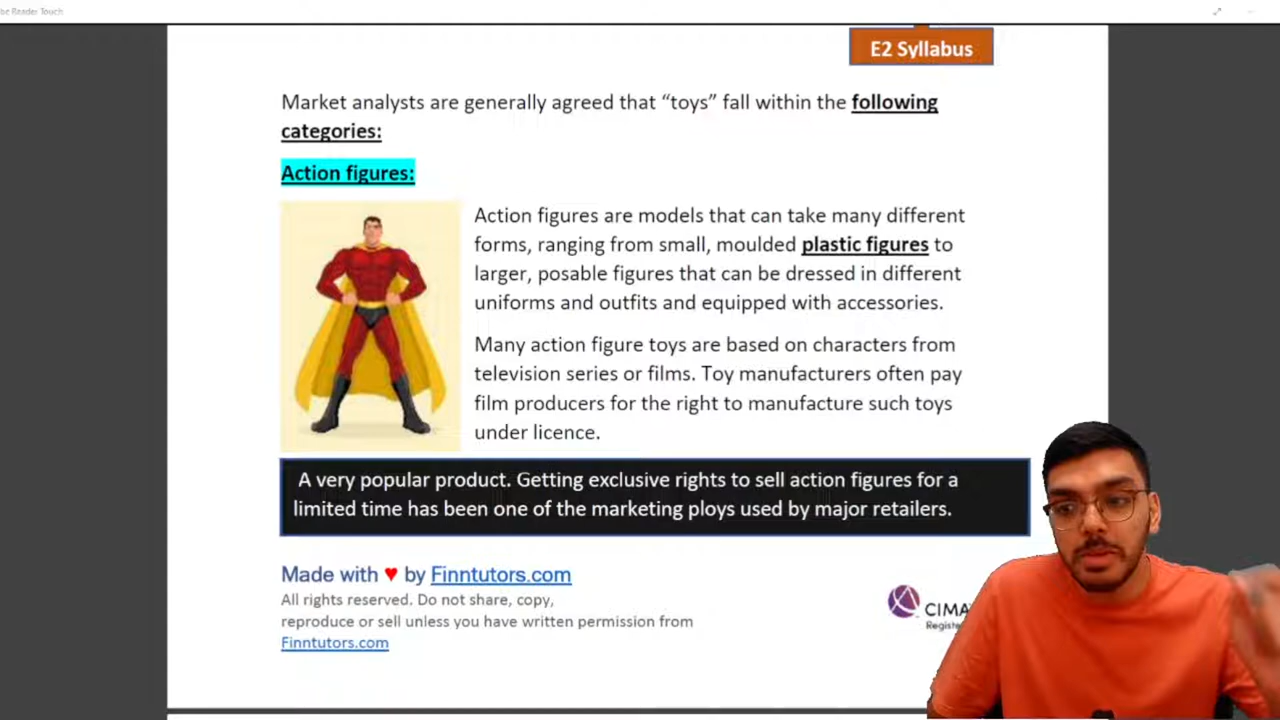 be Reader Touch
E2 Syllabus
Market analysts are generally agreed that “toys” fall within the following
categories:
Action figures:
Action figures are models that can take many different
forms, ranging from small, moulded plastic figures to
larger, posable figures that can be dressed in different
uniforms and outfits and equipped with accessories.
Many action figure toys are based on characters from
television series or films. Toy manufacturers often pay
film producers for the right to manufacture such toys
under licence.
A very popular product. Getting exclusive rights to sell action figures for a
limited time has been one of the marketing ploys used by major retailers.
Made with ♥ by Finntutors.com
All rights reserved. Do not share, copy,
reproduce or sell unless you have written permission from
Finntutors.com
CIMA
Registe